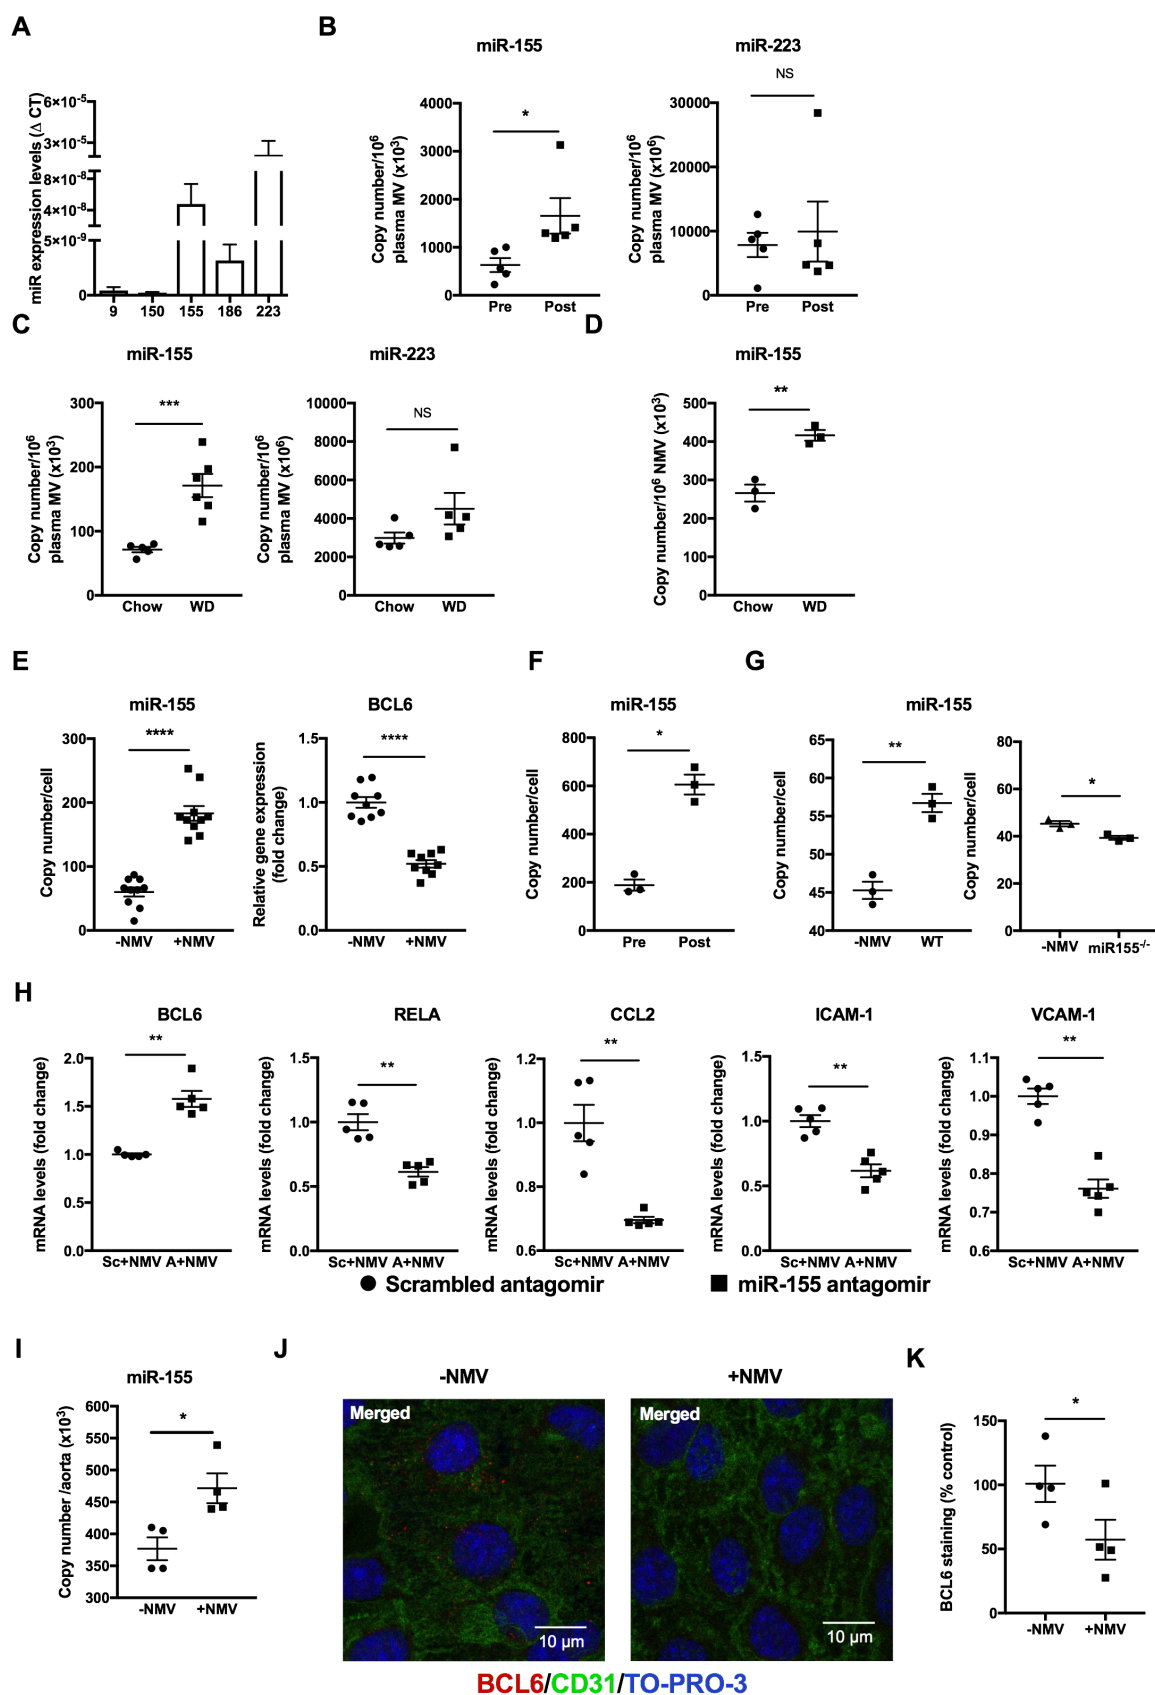 A
miR expression levels (Δ CT)
6×10⁻⁵
3×10⁻⁵
8×10⁻⁸
4×10⁻⁸
5×10⁻⁹
0
9 150 155 186 223
B
miR-155
Copy number/10⁶
plasma MV (x10³)
4000
3000
2000
1000
0
*
Pre Post
miR-223
Copy number/10⁶
plasma MV (x10⁶)
30000
20000
10000
0
NS
Pre Post
C
miR-155
Copy number/10⁶
plasma MV (x10³)
300
200
100
0
***
Chow WD
miR-223
Copy number/10⁶
plasma MV (x10⁶)
10000
8000
6000
4000
2000
0
NS
Chow WD
D
miR-155
Copy number/10⁶ NMV (x10³)
500
400
300
200
100
0
**
Chow WD
E
miR-155
Copy number/cell
300
200
100
0
****
-NMV +NMV
BCL6
Relative gene expression
(fold change)
1.5
1.0
0.5
0.0
****
-NMV +NMV
F
miR-155
Copy number/cell
800
600
400
200
0
*
Pre Post
G
miR-155
Copy number/cell
65
60
55
50
45
40
**
-NMV WT
Copy number/cell
80
60
40
20
0
*
-NMV miR155⁻/⁻
H
BCL6
mRNA levels (fold change)
2.0
1.5
1.0
0.5
0.0
**
Sc+NMV A+NMV
RELA
mRNA levels (fold change)
1.5
1.0
0.5
0.0
**
Sc+NMV A+NMV
CCL2
mRNA levels (fold change)
1.2
1.0
0.8
0.6
**
Sc+NMV A+NMV
ICAM-1
mRNA levels (fold change)
1.5
1.0
0.5
0.0
**
Sc+NMV A+NMV
VCAM-1
mRNA levels (fold change)
1.1
1.0
0.9
0.8
0.7
0.6
**
Sc+NMV A+NMV
Scrambled antagomir
miR-155 antagomir
I
miR-155
Copy number /aorta (x10³)
600
550
500
450
400
350
300
*
-NMV +NMV
J
-NMV
Merged
10 µm
+NMV
Merged
10 µm
BCL6/CD31/TO-PRO-3
K
BCL6 staining (% control)
150
100
50
0
*
-NMV +NMV